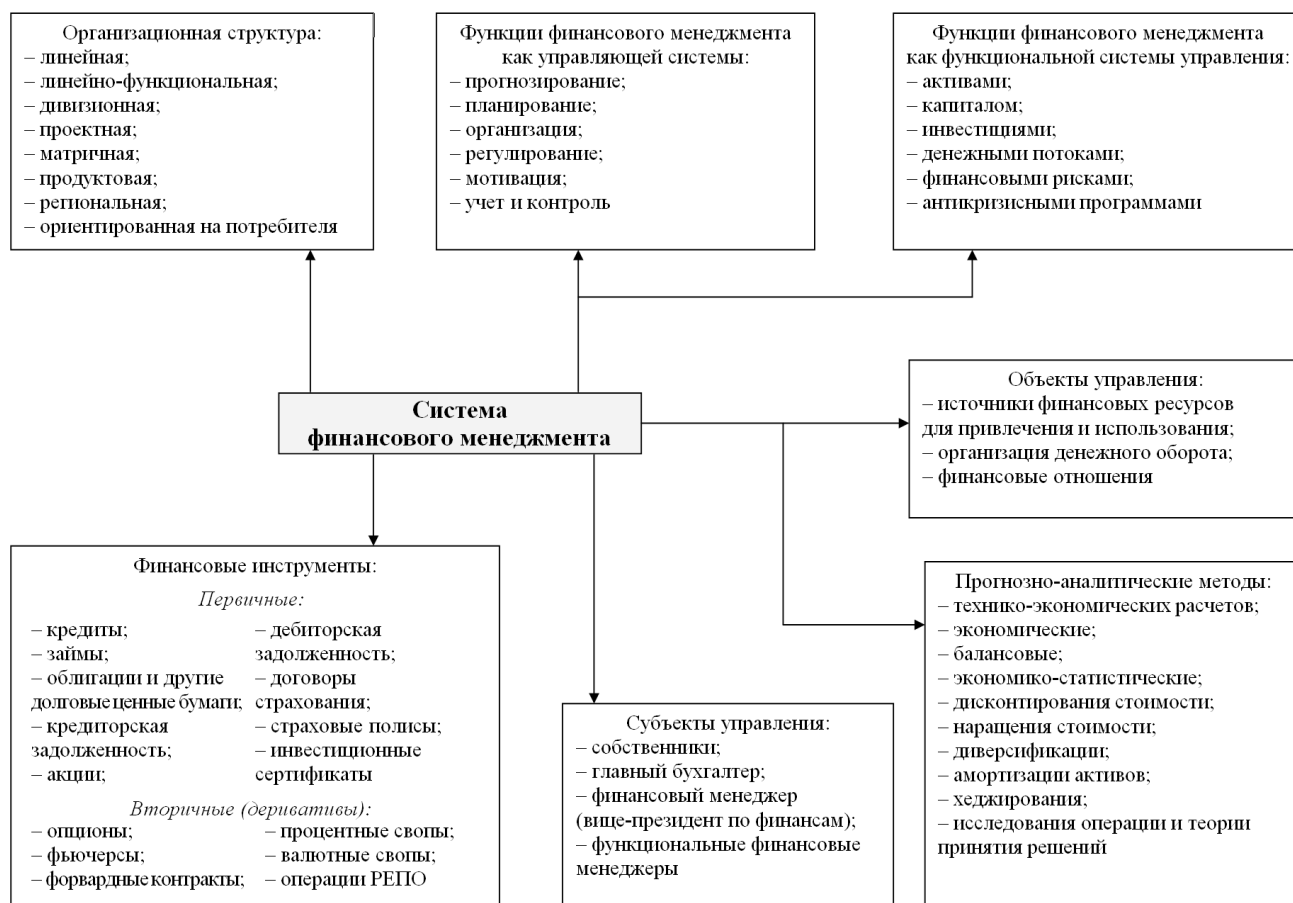 Организационная структура:
– линейная;
– линейно-функциональная;
– дивизионная;
– проектная;
– матричная;
– продуктовая;
– региональная;
– ориентированная на потребителя
Функции финансового менеджмента
как управляющей системы:
– прогнозирование;
– планирование;
– организация;
– регулирование;
– мотивация;
– учет и контроль
Функции финансового менеджмента
как функциональной системы управления:
– активами;
– капиталом;
– инвестициями;
– денежными потоками;
– финансовыми рисками;
– антикризисными программами
Система
финансового менеджмента
Объекты управления:
– источники финансовых ресурсов
для привлечения и использования;
– организация денежного оборота;
– финансовые отношения
Финансовые инструменты:
Первичные:
– кредиты;
– займы;
– облигации и другие
долговые ценные бумаги;
– кредиторская
задолженность;
– акции;
– дебиторская
задолженность;
– договоры
страхования;
– страховые полисы;
– инвестиционные
сертификаты
Вторичные (деривативы):
– опционы;
– фьючерсы;
– форвардные контракты;
– процентные свопы;
– валютные свопы;
– операции РЕПО
Субъекты управления:
– собственники;
– главный бухгалтер;
– финансовый менеджер
(вице-президент по финансам);
– функциональные финансовые
менеджеры
Прогнозно-аналитические методы:
– технико-экономических расчетов;
– экономические;
– балансовые;
– экономико-статистические;
– дисконтирования стоимости;
– наращения стоимости;
– диверсификации;
– амортизации активов;
– хеджирования;
– исследования операции и теории
принятия решений